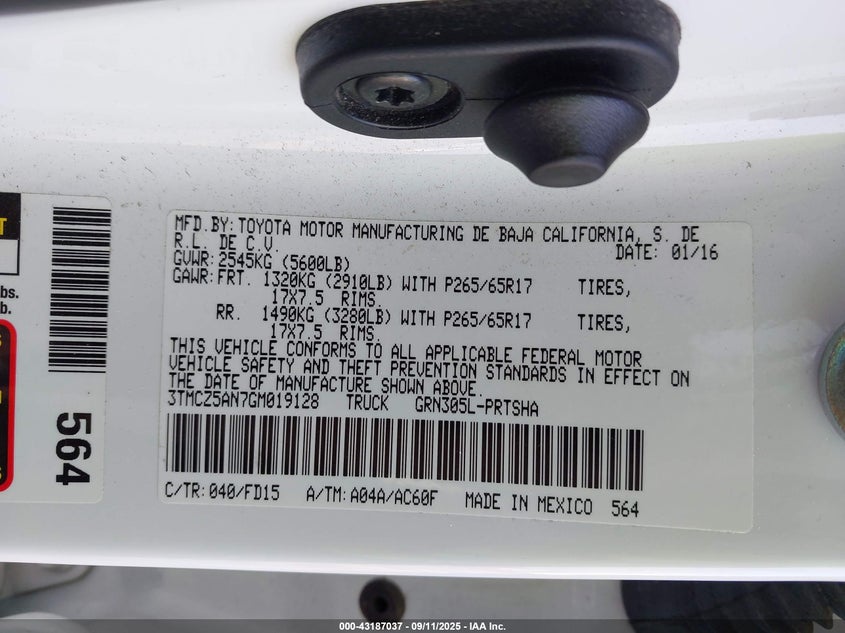 MFD.BY:TOYOTA MOTOR MANUFACTURING DE BAJA CALIFORNIA, S. DE
R.L. DE C.V. DATE: 01/16
GVWR:2545KG (5600LB)
GAWR:FRT. 1320KG (2910LB) WITH P265/65R17 TIRES,
17X7.5 RIMS.
RR. 1490KG (3280LB) WITH P265/65R17 TIRES,
17X7.5 RIMS.
THIS VEHICLE CONFORMS TO ALL APPLICABLE FEDERAL MOTOR
VEHICLE SAFETY AND THEFT PREVENTION STANDARDS IN EFFECT ON
THE DATE OF MANUFACTURE SHOWN ABOVE.
3TMCZ5AN7GM019128 TRUCK GRN305L-PRTSHA
C/TR:040/FD15 A/TM:A04A/AC60F MADE IN MEXICO 564
564
bs.
b.
000-43187037 - 09/11/2025 - IAA Inc.